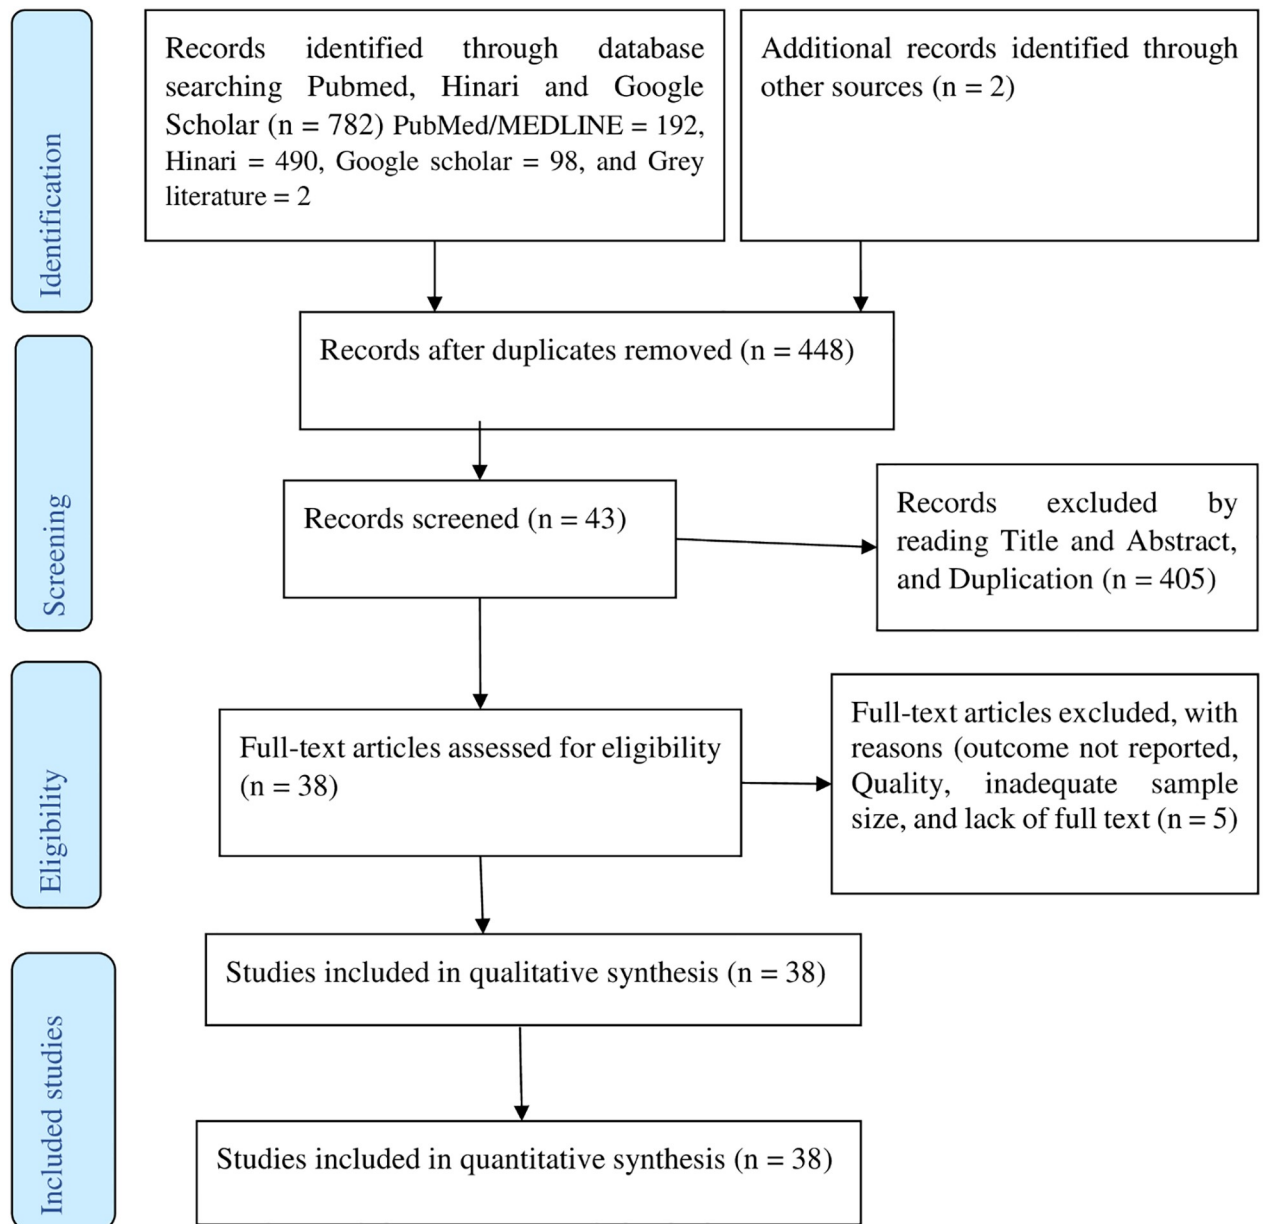 Identification
Records identified through database
searching Pubmed, Hinari and Google
Scholar (n = 782) PubMed/MEDLINE = 192,
Hinari = 490, Google scholar = 98, and Grey
literature = 2
Additional records identified through
other sources (n = 2)
Records after duplicates removed (n = 448)
Screening
Records screened (n = 43)
Records excluded by
reading Title and Abstract,
and Duplication (n = 405)
Eligibility
Full-text articles assessed for eligibility
(n = 38)
Full-text articles excluded, with
reasons (outcome not reported,
Quality, inadequate sample
size, and lack of full text (n = 5)
Included studies
Studies included in qualitative synthesis (n = 38)
Studies included in quantitative synthesis (n = 38)